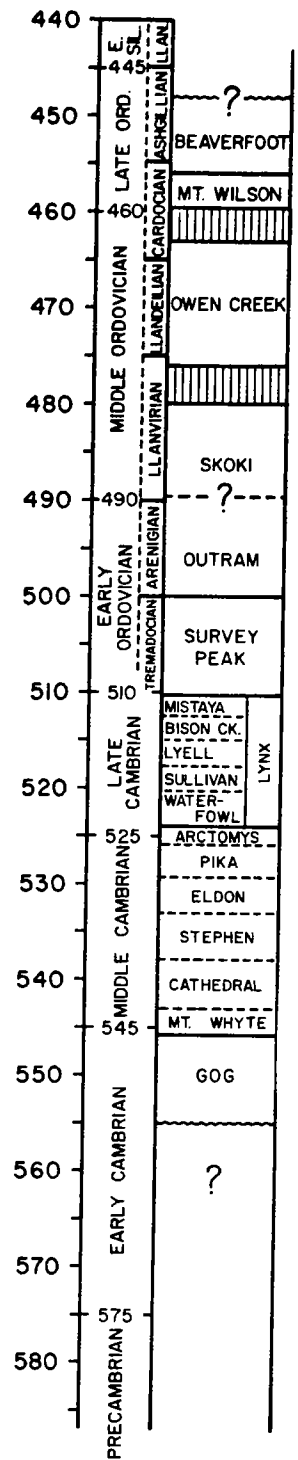 440
450
460
470
480
490
500
510
520
530
540
550
560
570
580
E. SIL.
445
LATE ORD.
460
MIDDLE ORDOVICIAN
490
EARLY
ORDOVICIAN
510
LATE
CAMBRIAN
525
MIDDLE CAMBRIAN
545
EARLY CAMBRIAN
575
PRECAMBRIAN
LLAN.
ASHGILLIAN
CARDOCIAN
LLANDEILIAN
LLANVIRIAN
ARENIGIAN
TREMADOCIAN
?
BEAVERFOOT
MT. WILSON
OWEN CREEK
SKOKI
?
OUTRAM
SURVEY
PEAK
MISTAYA
BISON CK.
LYELL
SULLIVAN
WATER-
FOWL
LYNX
ARCTOMYS
PIKA
ELDON
STEPHEN
CATHEDRAL
MT. WHYTE
GOG
?